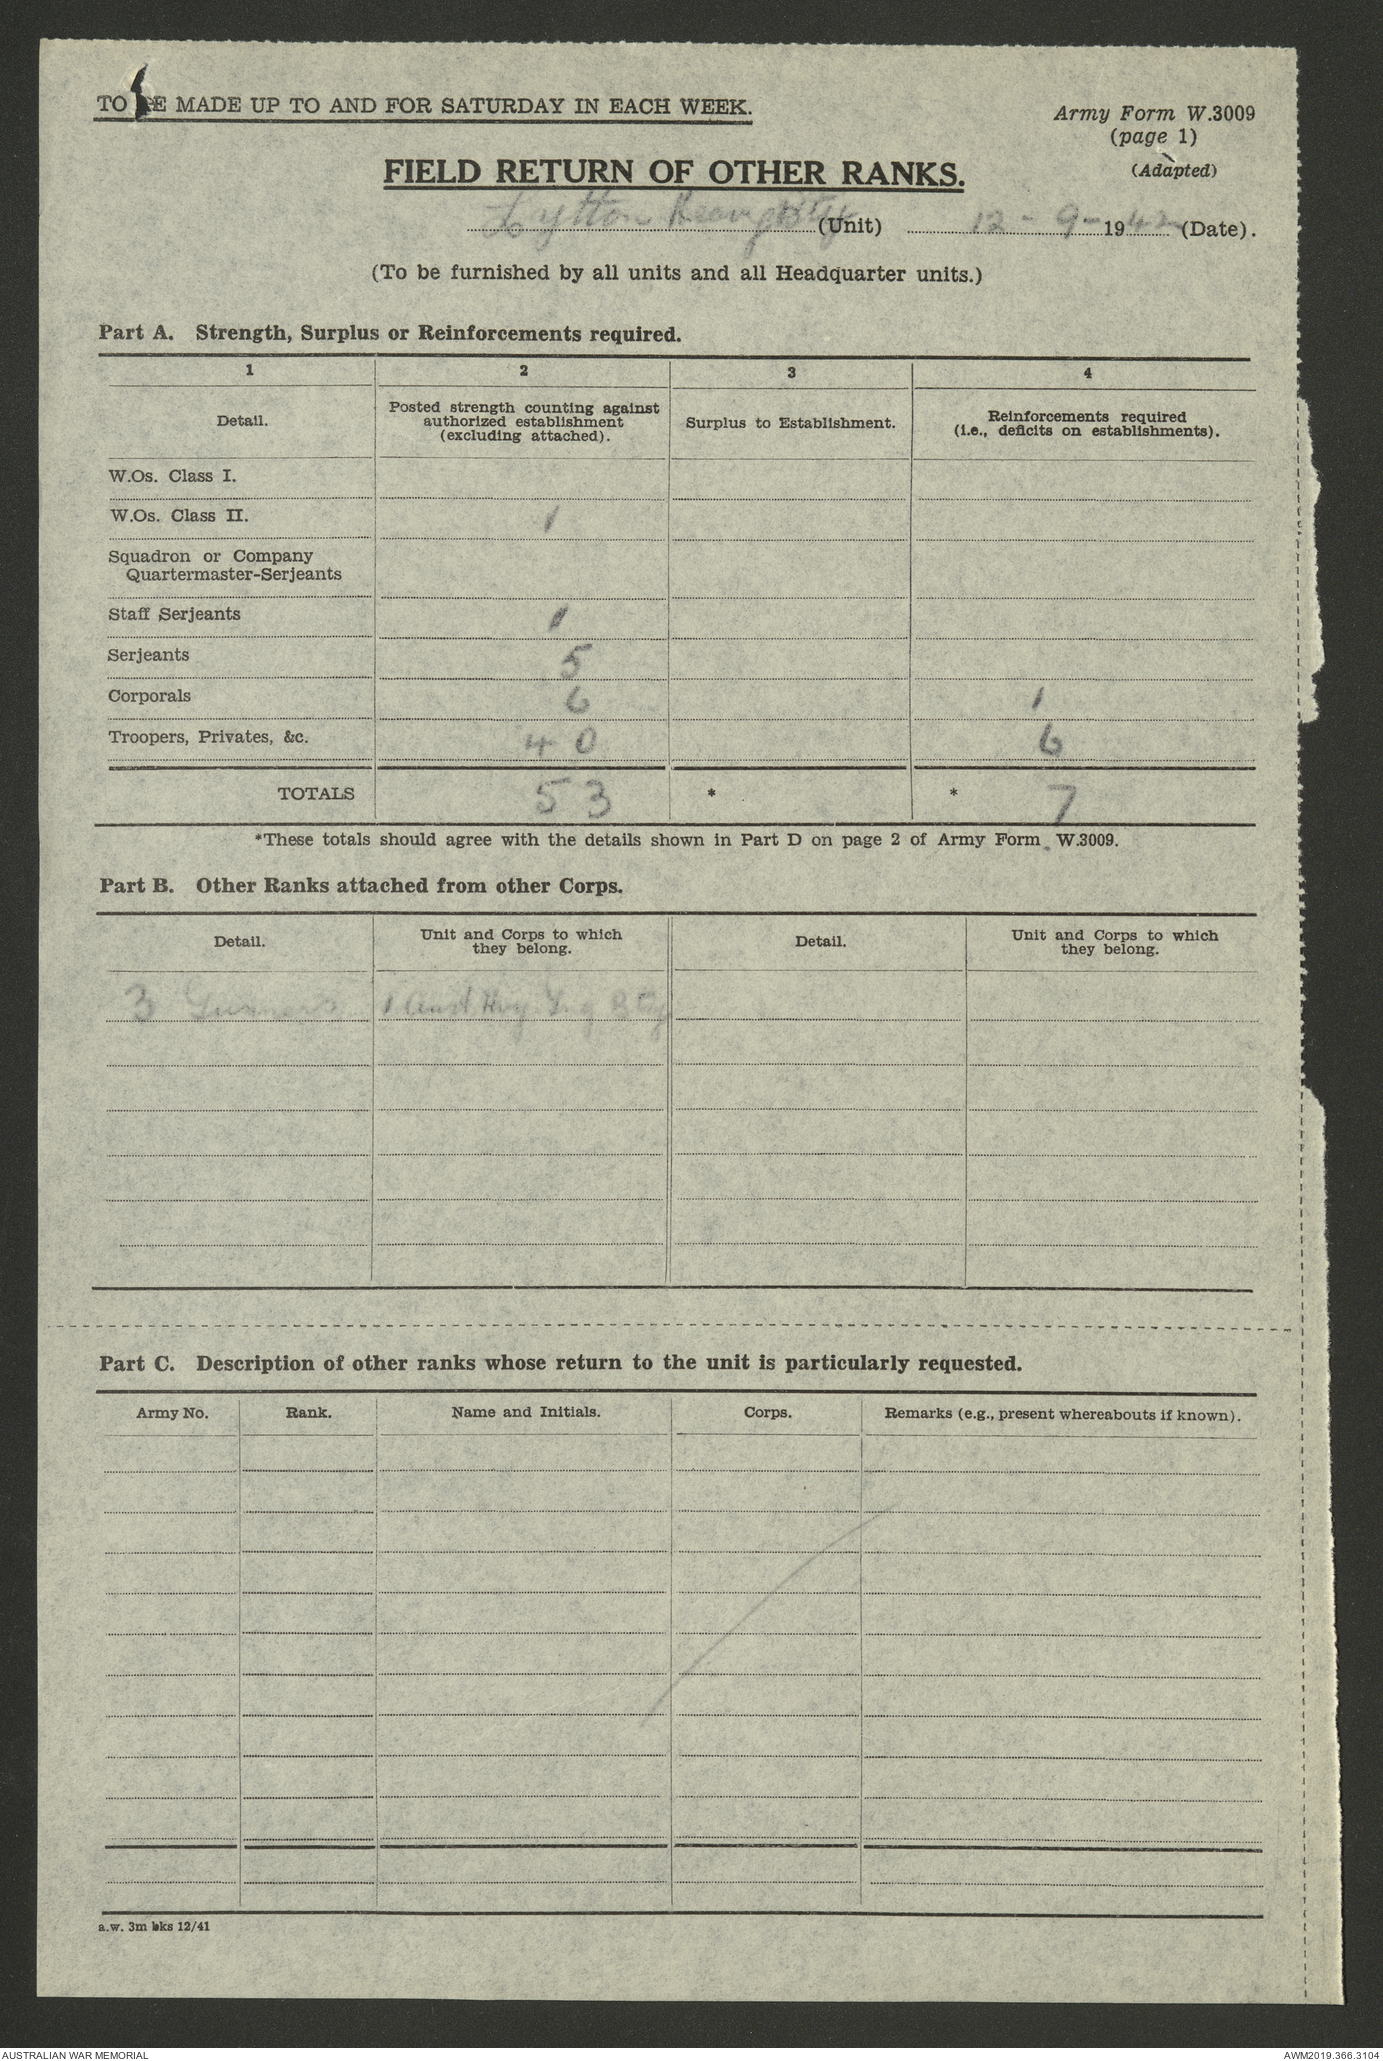 TO BE MADE UP TO AND FOR SATURDAY IN EACH WEEK.
Army Form W.3009
(page 1)
(Adapted)
FIELD RETURN OF OTHER RANKS.
Lytton Heavy Bty (Unit) 12-9-1942 (Date).
(To be furnished by all units and all Headquarter units.)
Part A. Strength, Surplus or Reinforcements required.
1 2 3 4
Detail. Posted strength counting against authorized establishment (excluding attached). Surplus to Establishment. Reinforcements required (i.e., deficits on establishments).
W.Os. Class I.
W.Os. Class II. 1
Squadron or Company
Quartermaster-Serjeants
Staff Serjeants 1
Serjeants 5
Corporals 6 1
Troopers, Privates, &c. 40 6
TOTALS 53 * * 7
*These totals should agree with the details shown in Part D on page 2 of Army Form W.3009.
Part B. Other Ranks attached from other Corps.
Detail. Unit and Corps to which they belong. Detail. Unit and Corps to which they belong.
3 Gunners 1 Aust Hvy Bty
Part C. Description of other ranks whose return to the unit is particularly requested.
Army No. Rank. Name and Initials. Corps. Remarks (e.g., present whereabouts if known).
a.w. 3m bks 12/41
AUSTRALIAN WAR MEMORIAL AWM2019.366.3104